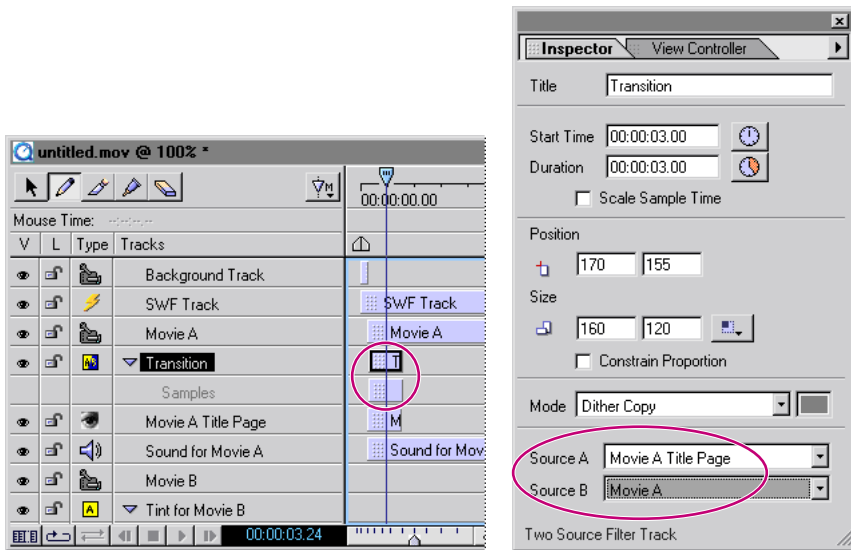 untitled.mov @ 100% *
00:00:00.00
Mouse Time: --:--:--.--
V L Type Tracks
Background Track
SWF Track SWF Track
Movie A Movie A
Transition T
Samples
Movie A Title Page M
Sound for Movie A Sound for Mov
Movie B
A Tint for Movie B
00:00:03.24
Inspector View Controller
Title Transition
Start Time 00:00:03.00
Duration 00:00:03.00
Scale Sample Time
Position
170 155
Size
160 120
Constrain Proportion
Mode Dither Copy
Source A Movie A Title Page
Source B Movie A
Two Source Filter Track